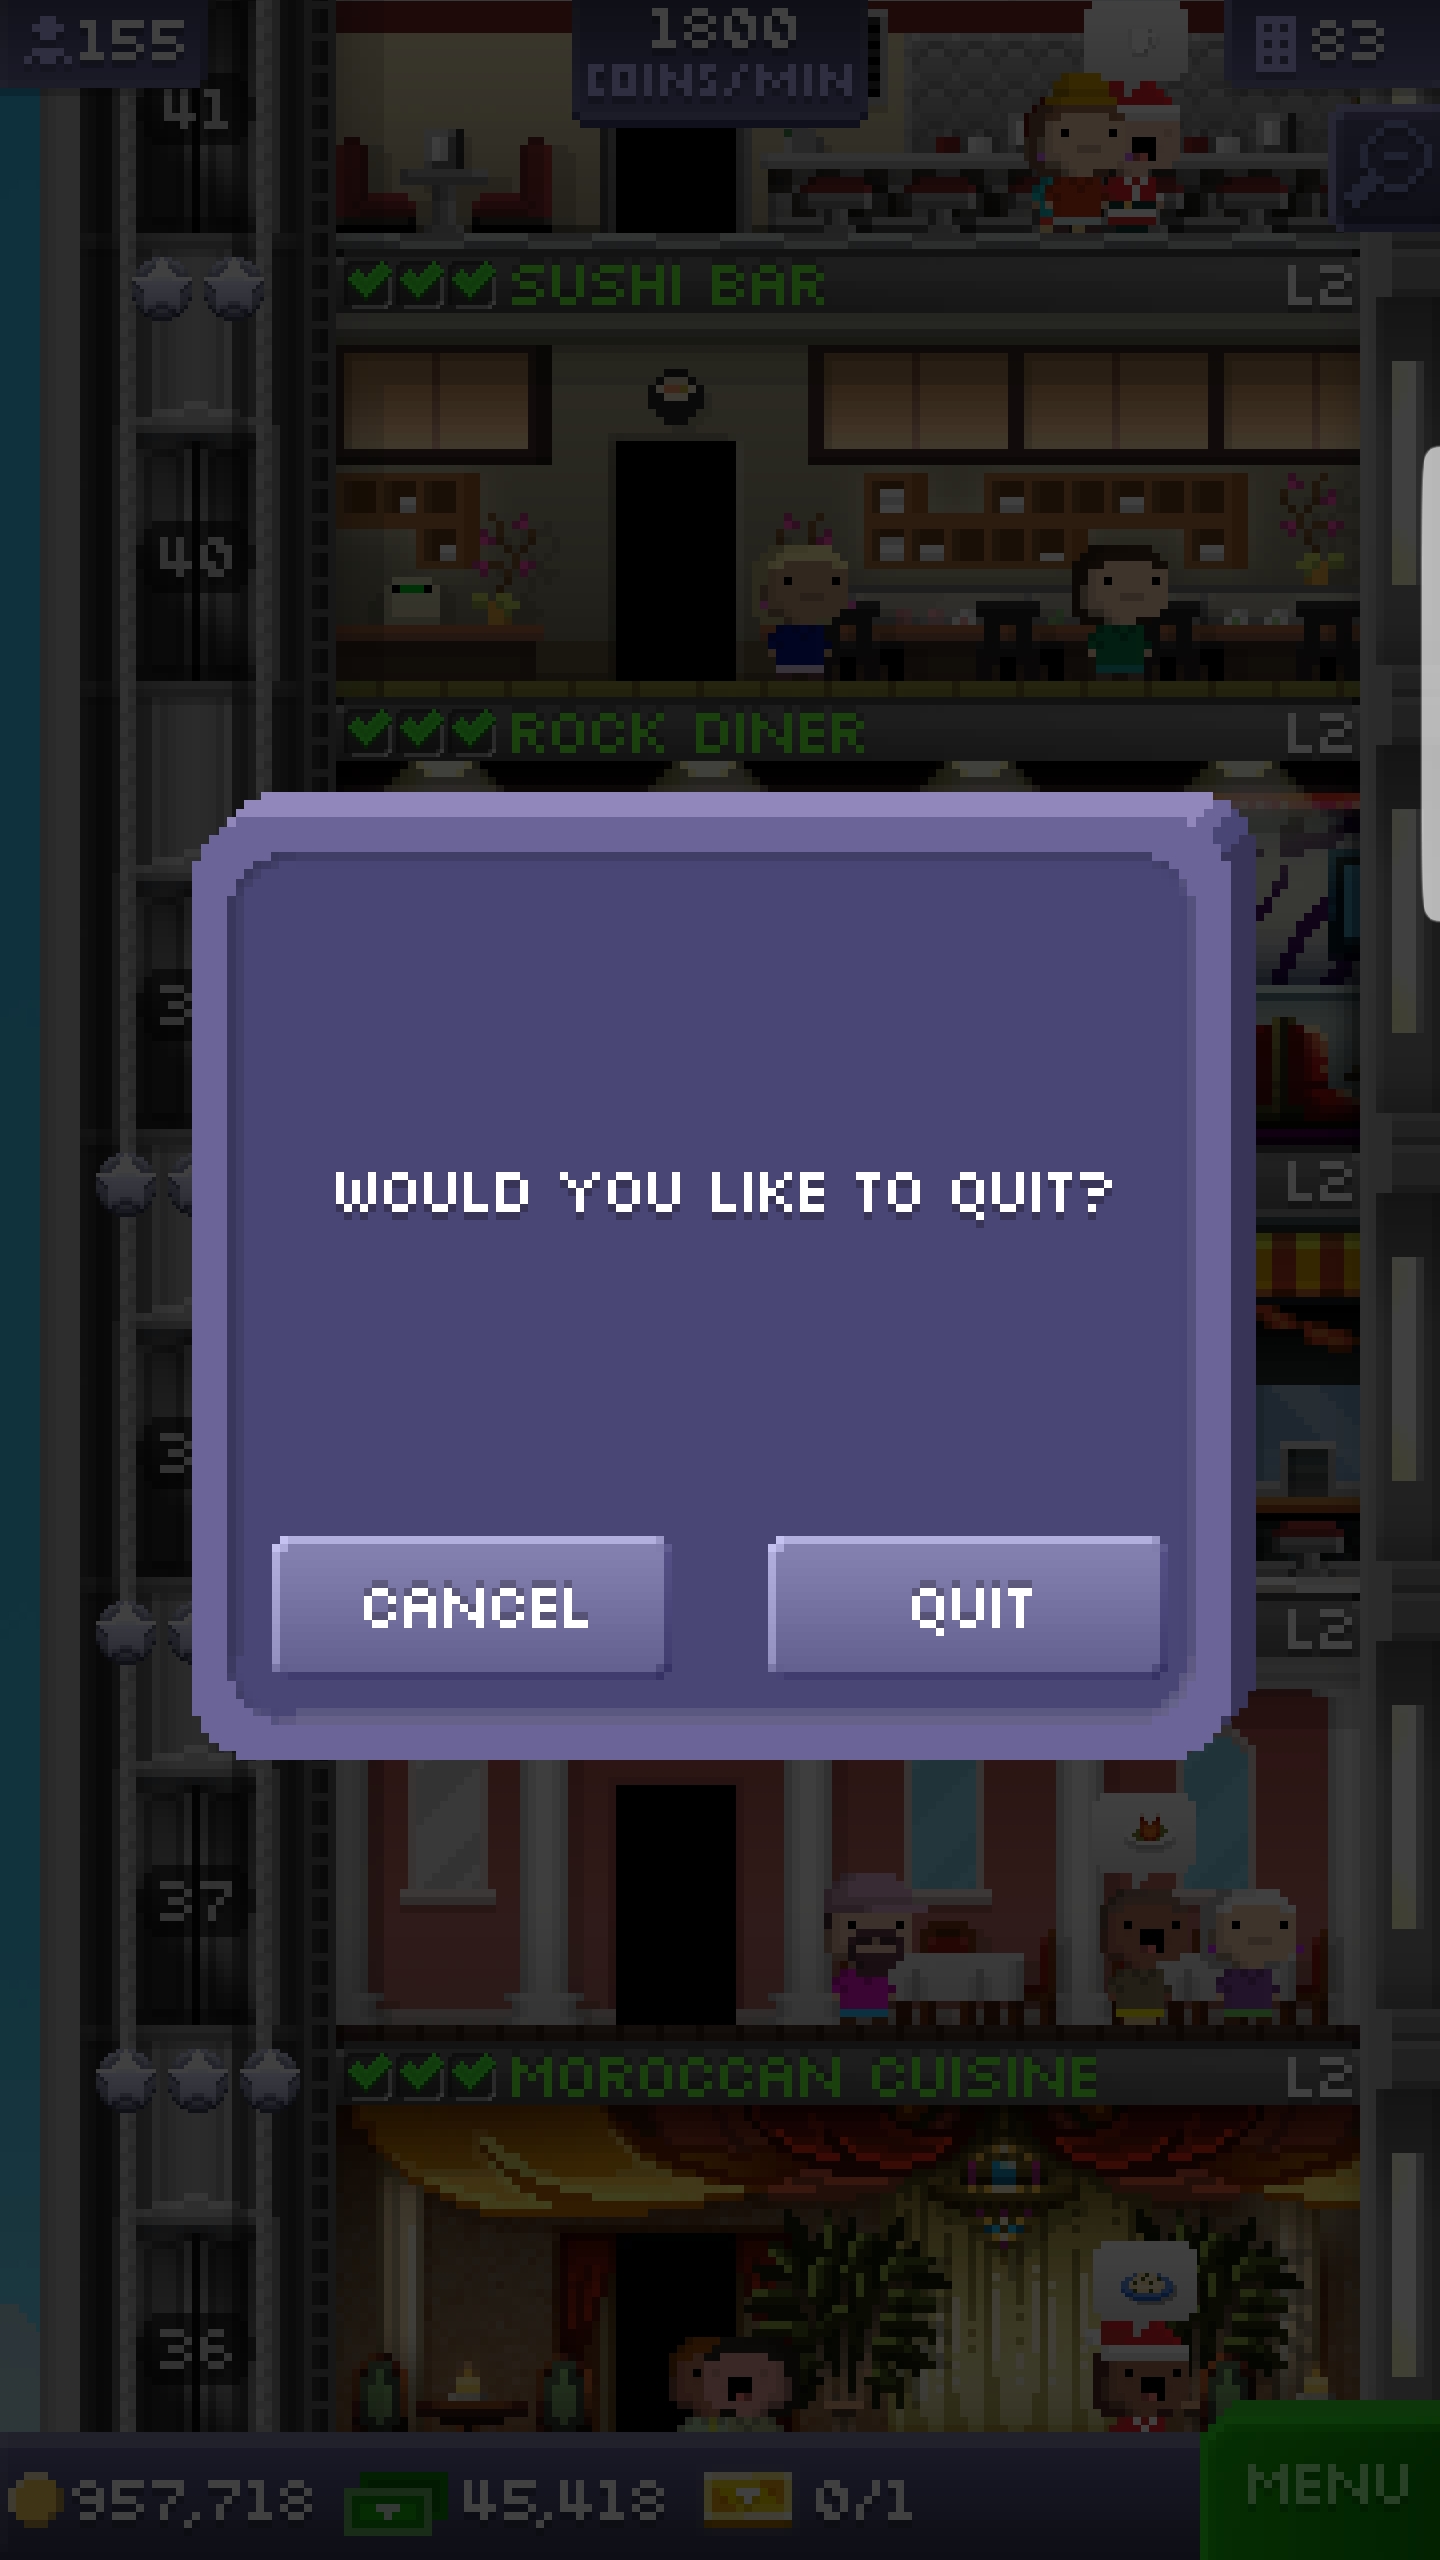 155
1800
COINS/MIN
83
41
SUSHI BAR L2
40
ROCK DINER L2
3
L2
WOULD YOU LIKE TO QUIT?
3
CANCEL
QUIT
L2
37
MOROCCAN CUISINE L2
36
957,718
45,418
0/1
MENU